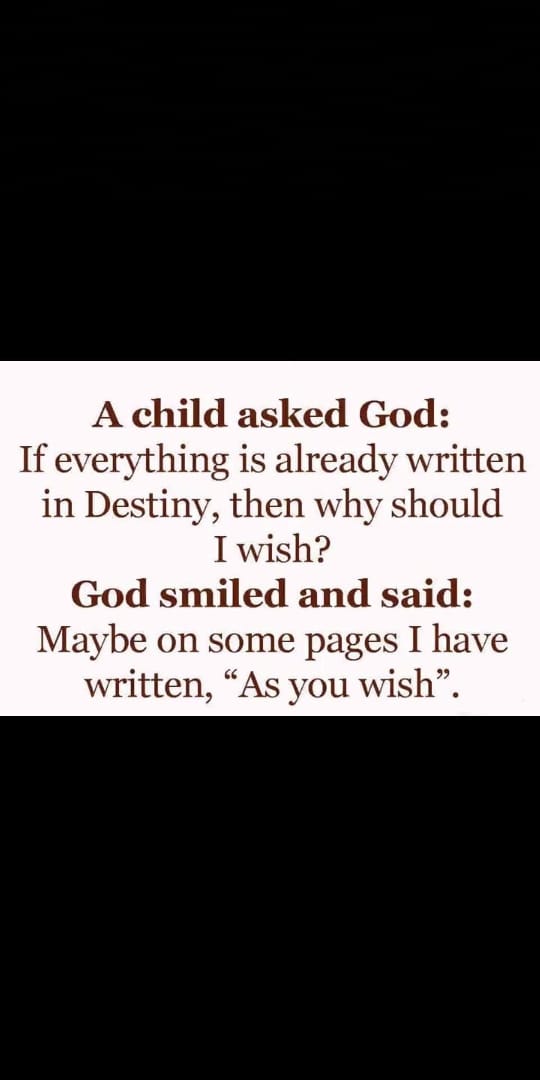 A child asked God:
If everything is already written
in Destiny, then why should
I wish?
God smiled and said:
Maybe on some pages I have
written, “As you wish”.